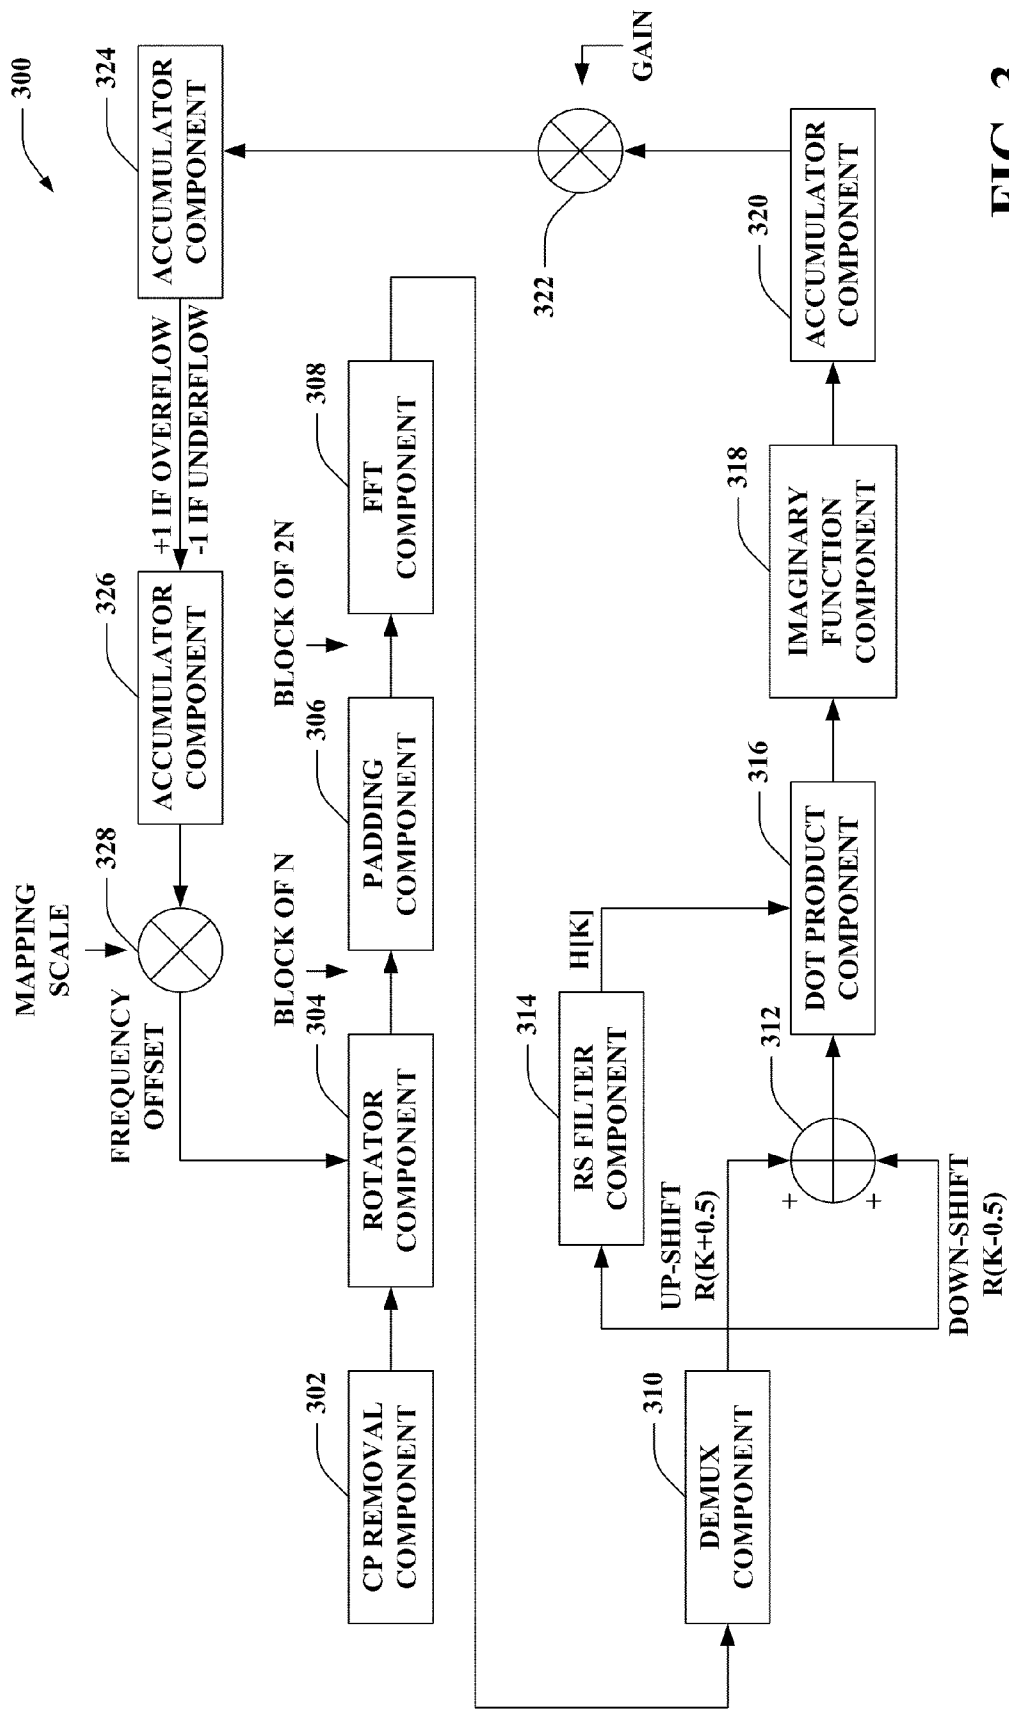 300
324
ACCUMULATOR
COMPONENT
+1 IF OVERFLOW
-1 IF UNDERFLOW
326
ACCUMULATOR
COMPONENT
328
MAPPING
SCALE
FREQUENCY
OFFSET
302
CP REMOVAL
COMPONENT
304
ROTATOR
COMPONENT
BLOCK OF N
306
PADDING
COMPONENT
BLOCK OF 2N
308
FFT
COMPONENT
310
DEMUX
COMPONENT
UP-SHIFT
R(K+0.5)
DOWN-SHIFT
R(K-0.5)
314
RS FILTER
COMPONENT
H[K]
312
+
+
316
DOT PRODUCT
COMPONENT
318
IMAGINARY
FUNCTION
COMPONENT
320
ACCUMULATOR
COMPONENT
322
GAIN